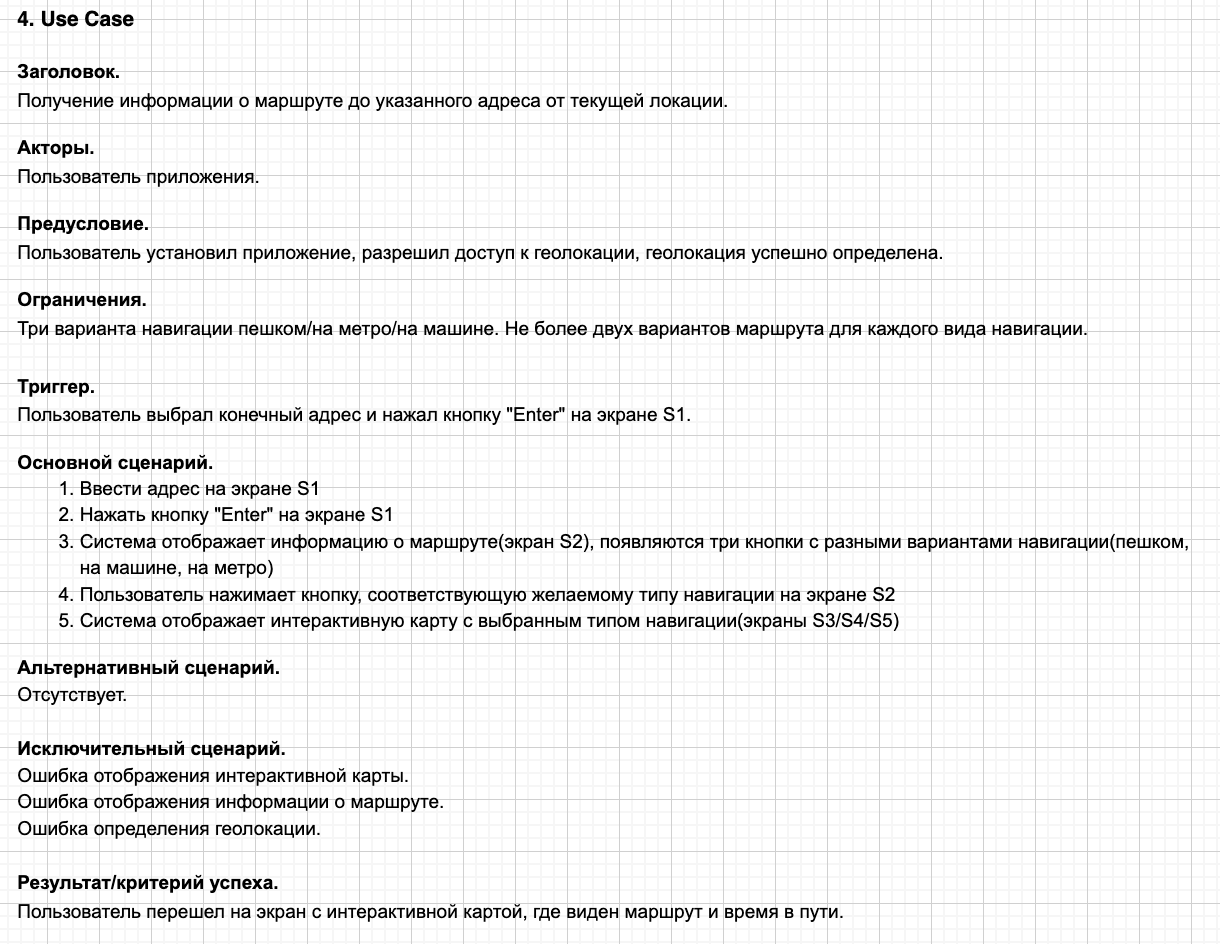 4. Use Case
Заголовок.
Получение информации о маршруте до указанного адреса от текущей локации.
Акторы.
Пользователь приложения.
Предусловие.
Пользователь установил приложение, разрешил доступ к геолокации, геолокация успешно определена.
Ограничения.
Три варианта навигации пешком/на метро/на машине. Не более двух вариантов маршрута для каждого вида навигации.
Триггер.
Пользователь выбрал конечный адрес и нажал кнопку "Enter" на экране S1.
Основной сценарий.
1. Ввести адрес на экране S1
2. Нажать кнопку "Enter" на экране S1
3. Система отображает информацию о маршруте(экран S2), появляются три кнопки с разными вариантами навигации(пешком,
на машине, на метро)
4. Пользователь нажимает кнопку, соответствующую желаемому типу навигации на экране S2
5. Система отображает интерактивную карту с выбранным типом навигации(экраны S3/S4/S5)
Альтернативный сценарий.
Отсутствует.
Исключительный сценарий.
Ошибка отображения интерактивной карты.
Ошибка отображения информации о маршруте.
Ошибка определения геолокации.
Результат/критерий успеха.
Пользователь перешел на экран с интерактивной картой, где виден маршрут и время в пути.